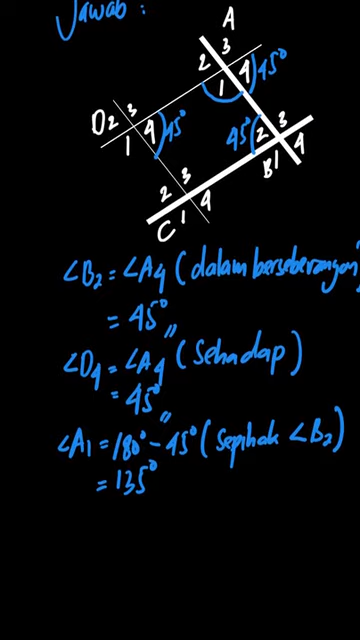 Jawab :
A
2 3
1 4 45°
D 2 3
1 4 45°
45° 2 3
B 1 4
2 3
C 1 4
∠B₂ = ∠A₄ (dalam berseberangan)
= 45° ,,
∠D₄ = ∠A₄ (Sehadap)
= 45° ,,
∠A₁ = 180° - 45° (Sepihak ∠B₂)
= 135°